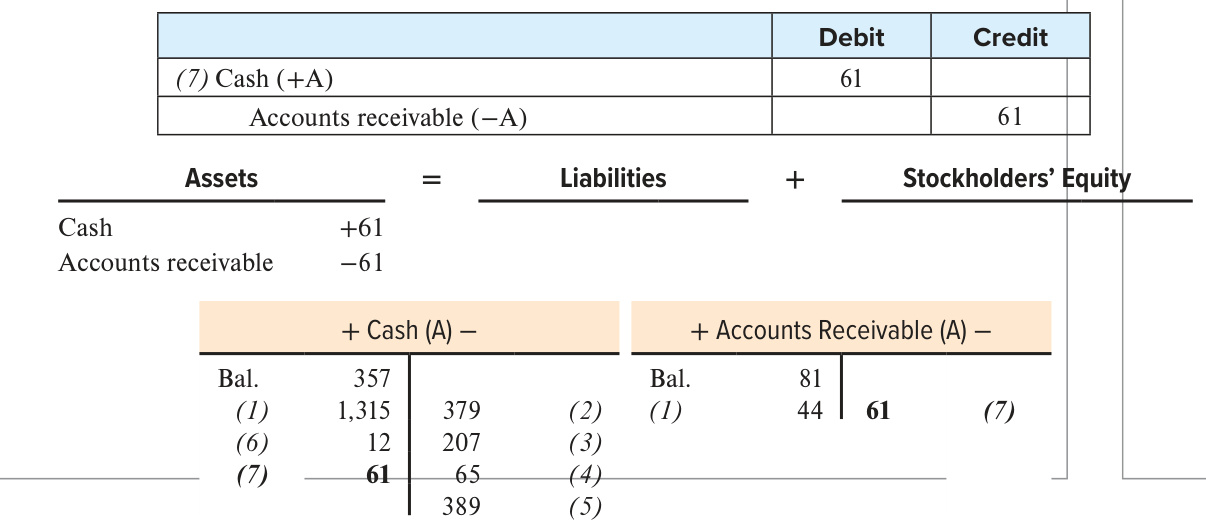 Debit Credit
(7) Cash (+A) 61
Accounts receivable (−A) 61
Assets = Liabilities + Stockholders’ Equity
Cash +61
Accounts receivable −61
+ Cash (A) − + Accounts Receivable (A) −
Bal. 357 Bal. 81
(1) 1,315 379 (2) (1) 44 61 (7)
(6) 12 207 (3)
(7) 61 65 (4)
389 (5)